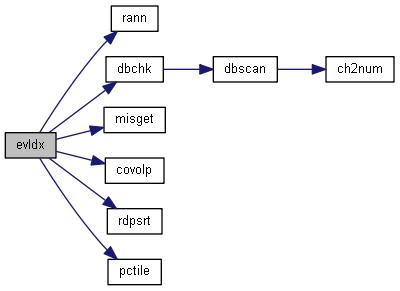 rann
dbchk
dbscan
ch2num
misget
evldx
covolp
rdpsrt
pctile